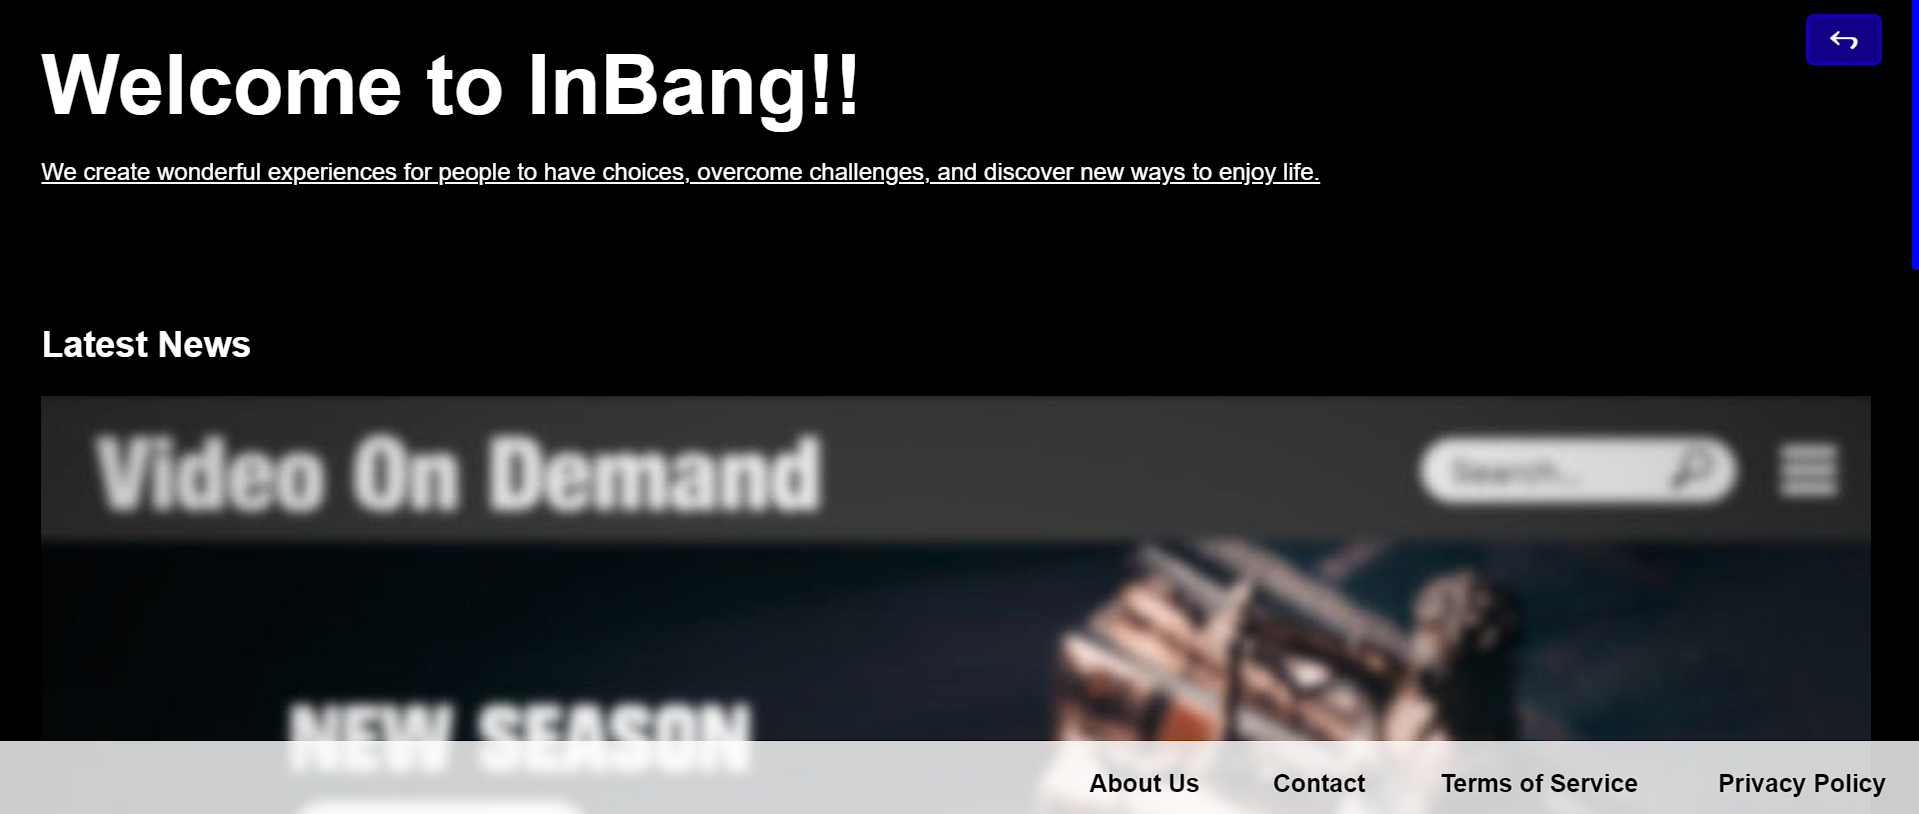 Welcome to InBang!!
We create wonderful experiences for people to have choices, overcome challenges, and discover new ways to enjoy life.
Latest News
Video On Demand
Search...
NEW SEASON
About Us
Contact
Terms of Service
Privacy Policy